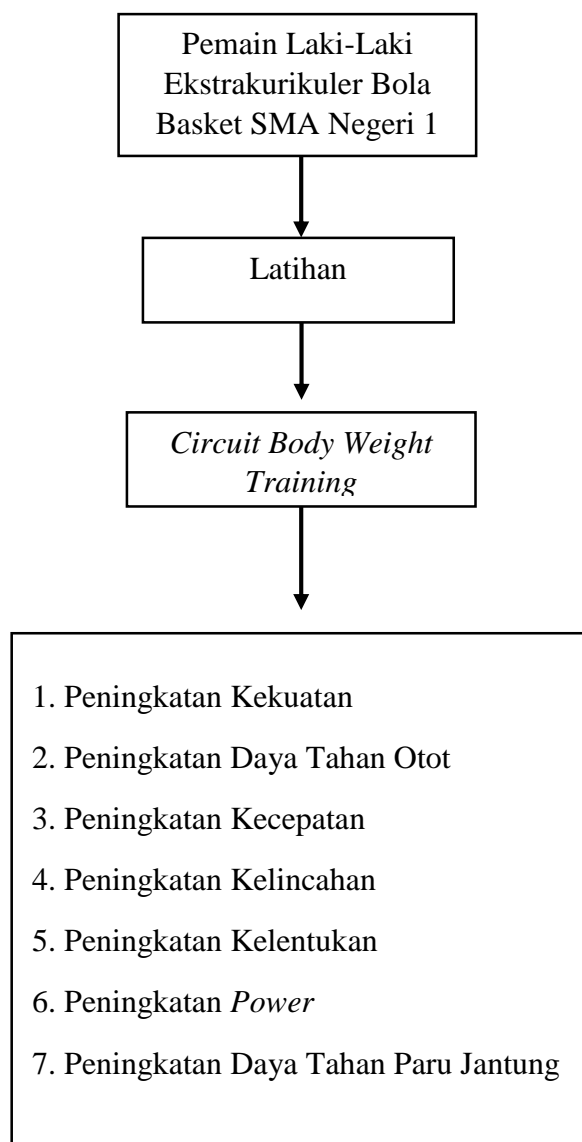 Pemain Laki-Laki
Ekstrakurikuler Bola
Basket SMA Negeri 1
Latihan
Circuit Body Weight
Training
1. Peningkatan Kekuatan
2. Peningkatan Daya Tahan Otot
3. Peningkatan Kecepatan
4. Peningkatan Kelincahan
5. Peningkatan Kelentukan
6. Peningkatan Power
7. Peningkatan Daya Tahan Paru Jantung